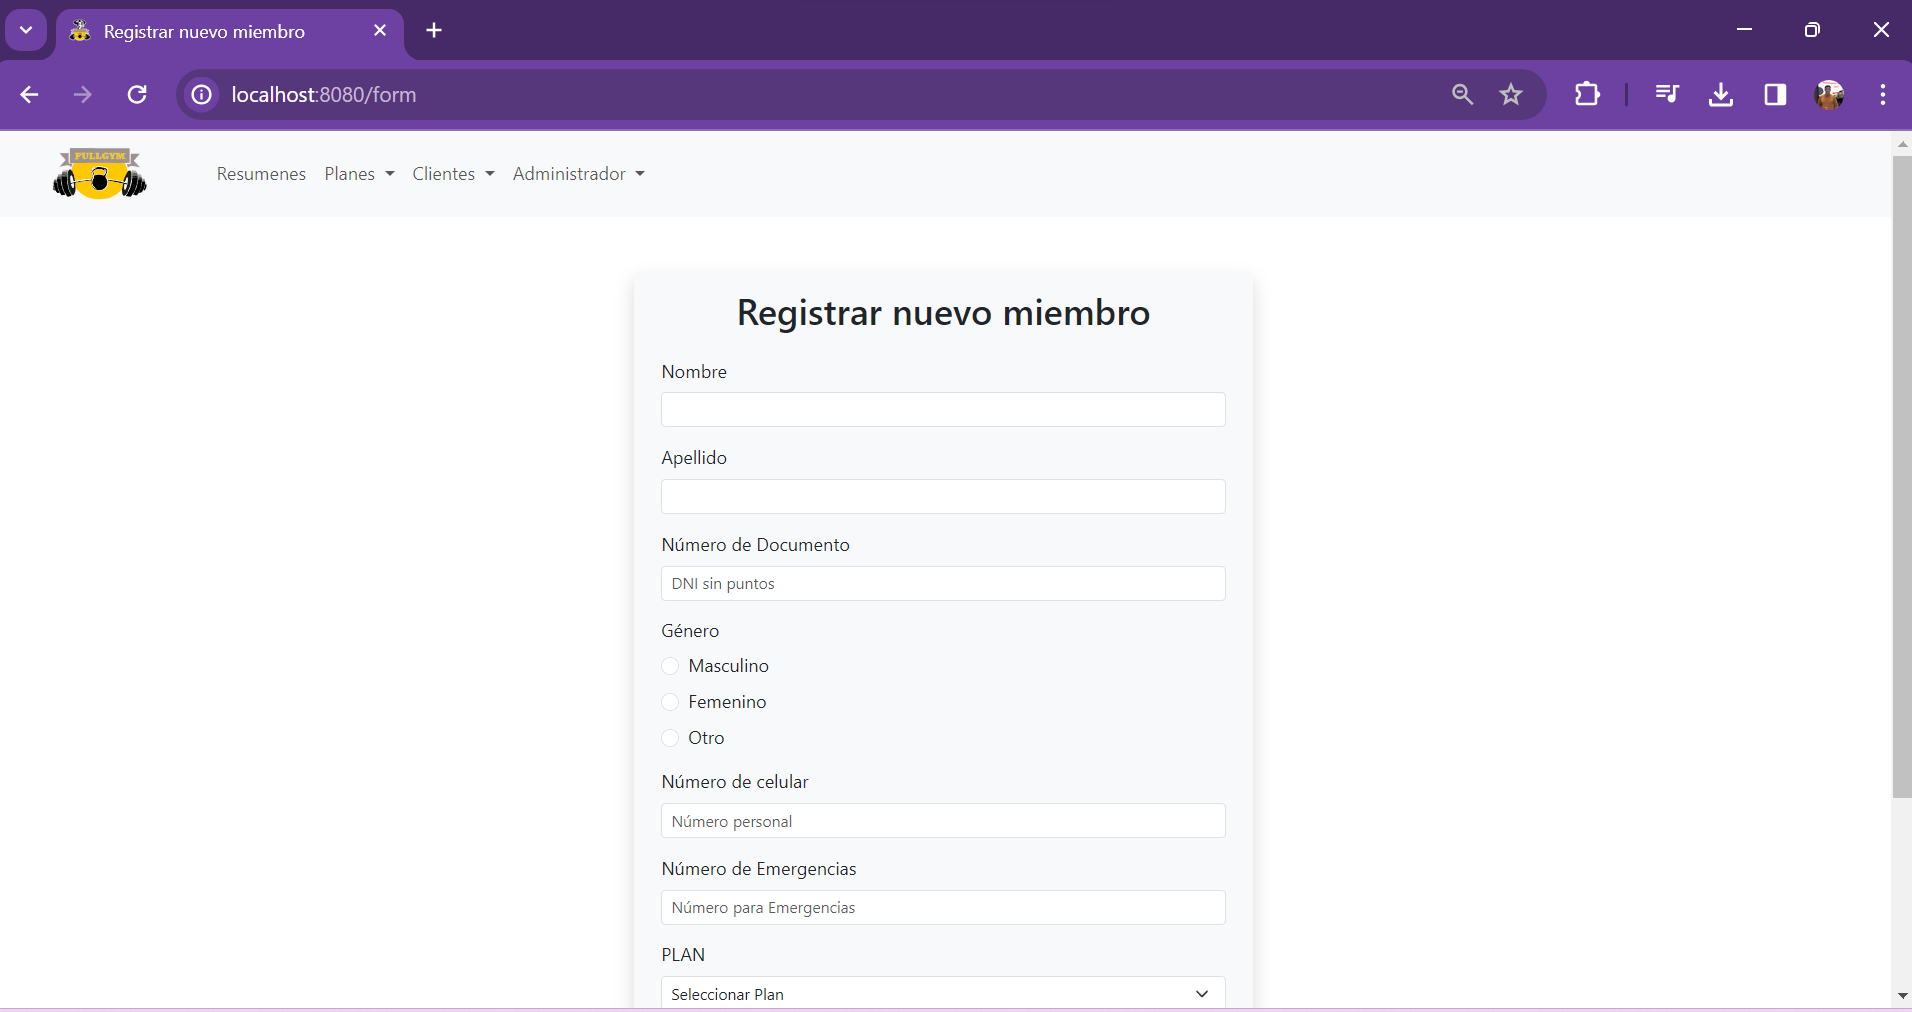 Registrar nuevo miembro
localhost:8080/form
PULLGYM
Resumenes Planes Clientes Administrador
Registrar nuevo miembro
Nombre
Apellido
Número de Documento
DNI sin puntos
Género
Masculino
Femenino
Otro
Número de celular
Número personal
Número de Emergencias
Número para Emergencias
PLAN
Seleccionar Plan